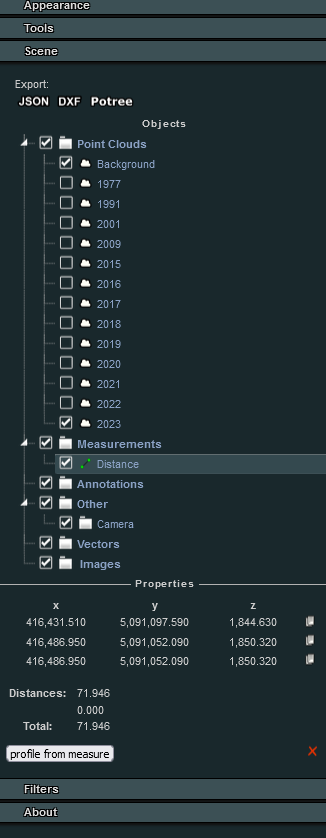 Appearance
Tools
Scene
Export:
JSON DXF Potree
Objects
Point Clouds
Background
1977
1991
2001
2009
2015
2016
2017
2018
2019
2020
2021
2022
2023
Measurements
Distance
Annotations
Other
Camera
Vectors
Images
Properties
x y z
416,431.510 5,091,097.590 1,844.630
416,486.950 5,091,052.090 1,850.320
416,486.950 5,091,052.090 1,850.320
Distances: 71.946
0.000
Total: 71.946
profile from measure
Filters
About